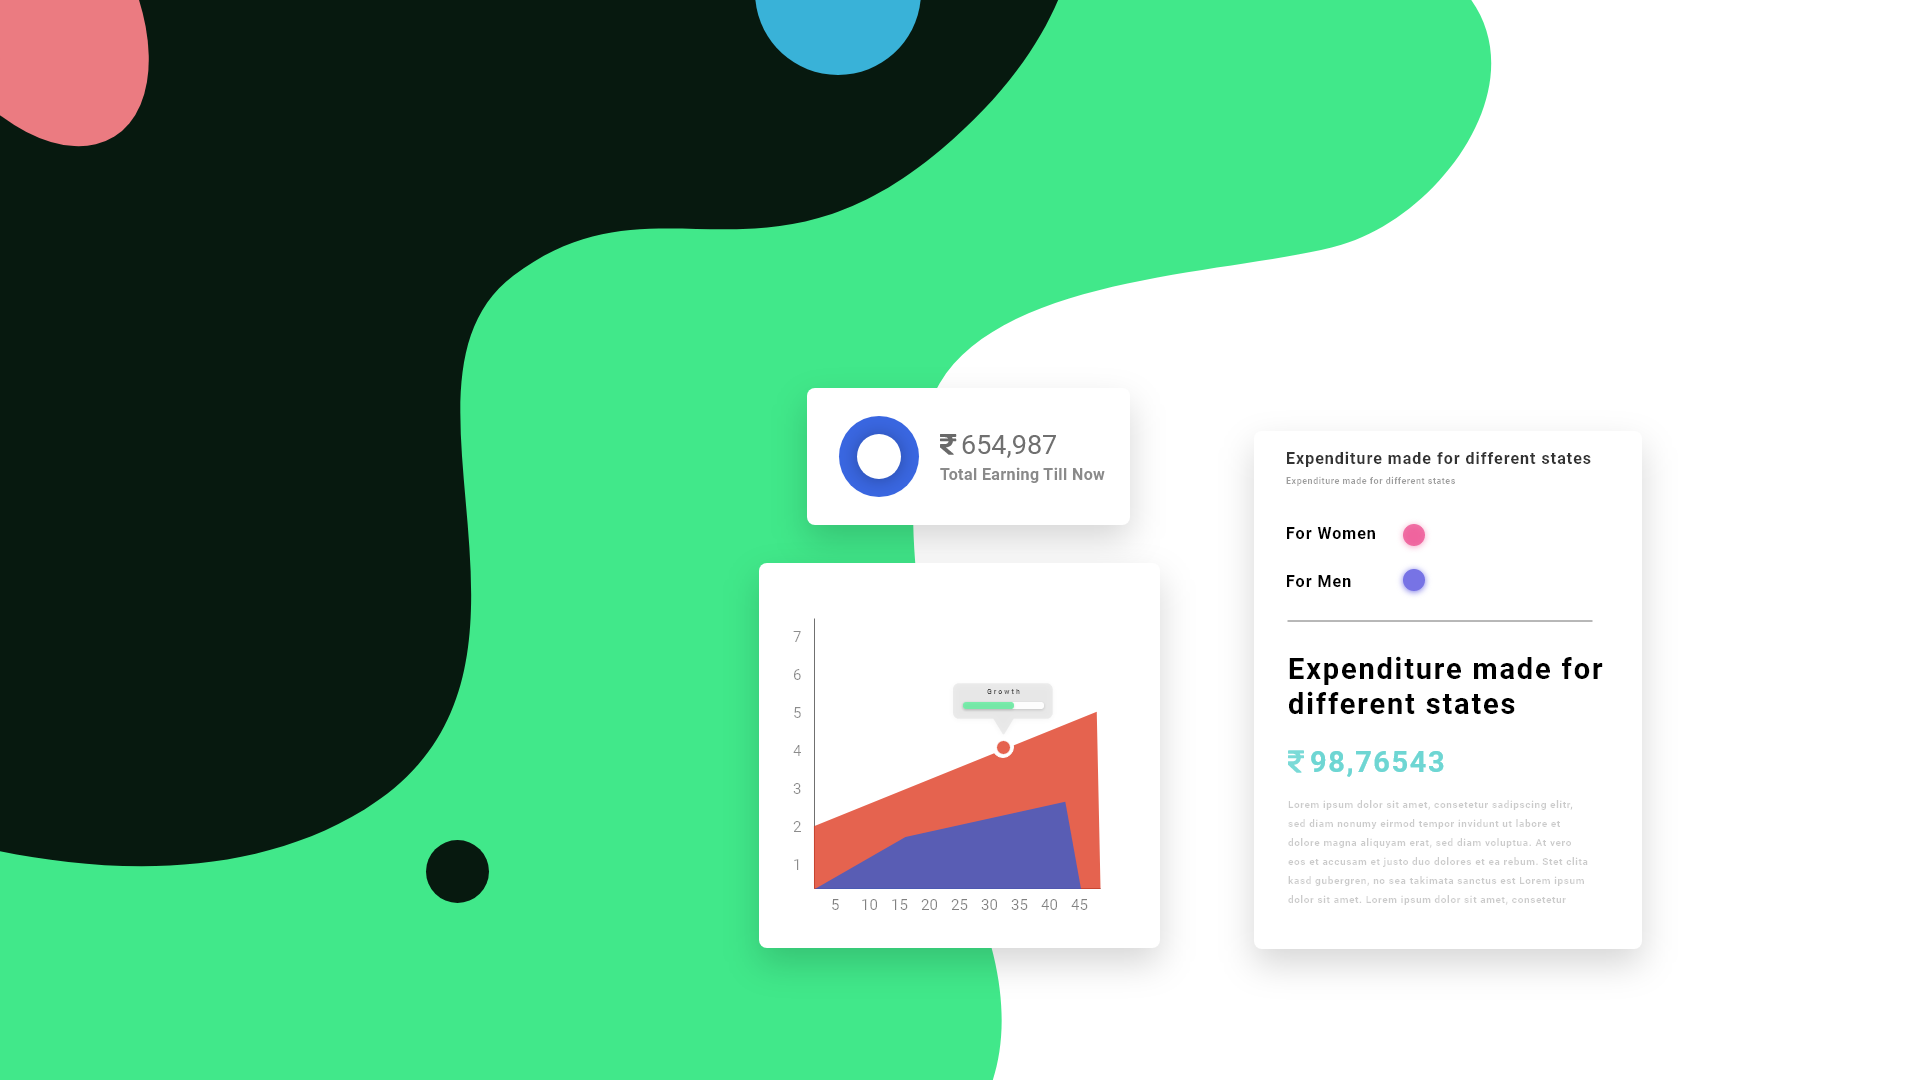 ₹ 654,987
Total Earning Till Now
7
6
5
4
3
2
1
Growth
5 10 15 20 25 30 35 40 45
Expenditure made for different states
Expenditure made for different states
For Women
For Men
Expenditure made for
different states
₹ 98,76543
Lorem ipsum dolor sit amet, consetetur sadipscing elitr,
sed diam nonumy eirmod tempor invidunt ut labore et
dolore magna aliquyam erat, sed diam voluptua. At vero
eos et accusam et justo duo dolores et ea rebum. Stet clita
kasd gubergren, no sea takimata sanctus est Lorem ipsum
dolor sit amet. Lorem ipsum dolor sit amet, consetetur